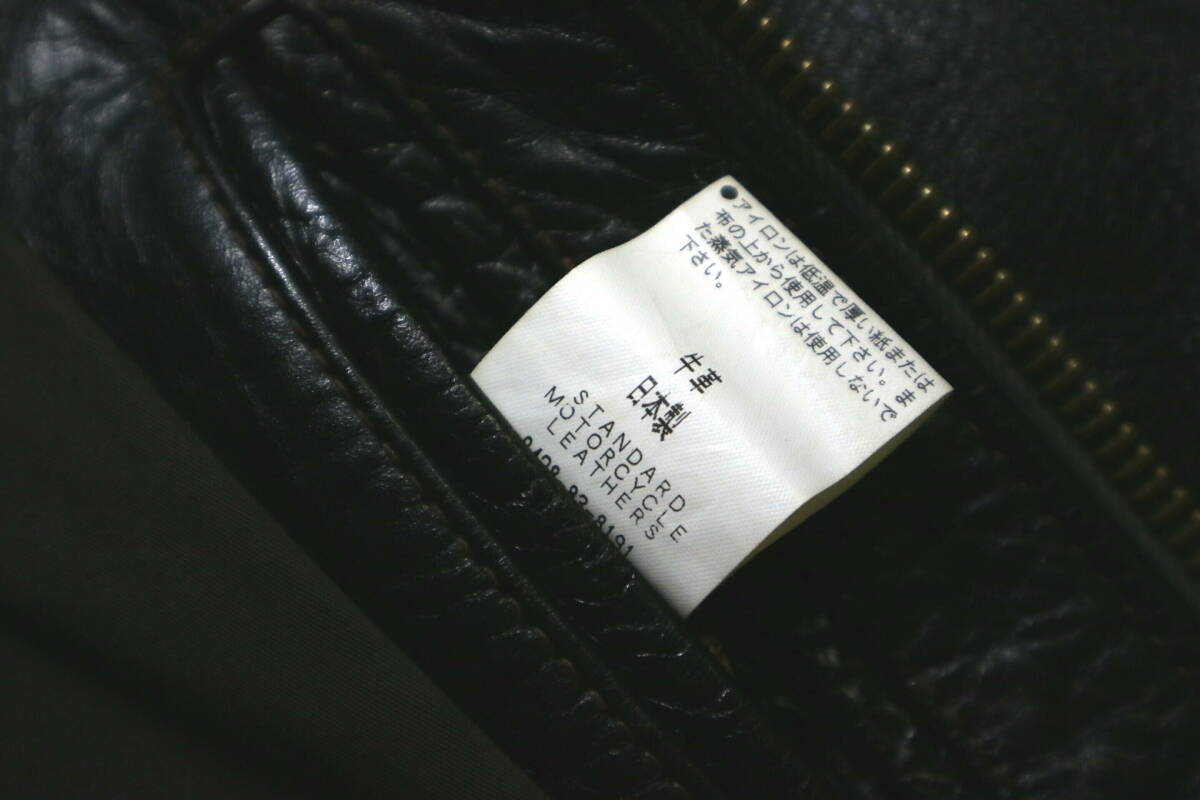 ●アイロンは低温で厚い紙または
布の上から使用して下さい。ま
た蒸気アイロンは使用しないで
下さい。
牛革
日本製
STANDARD
MOTORCYCLE
LEATHERS
8191